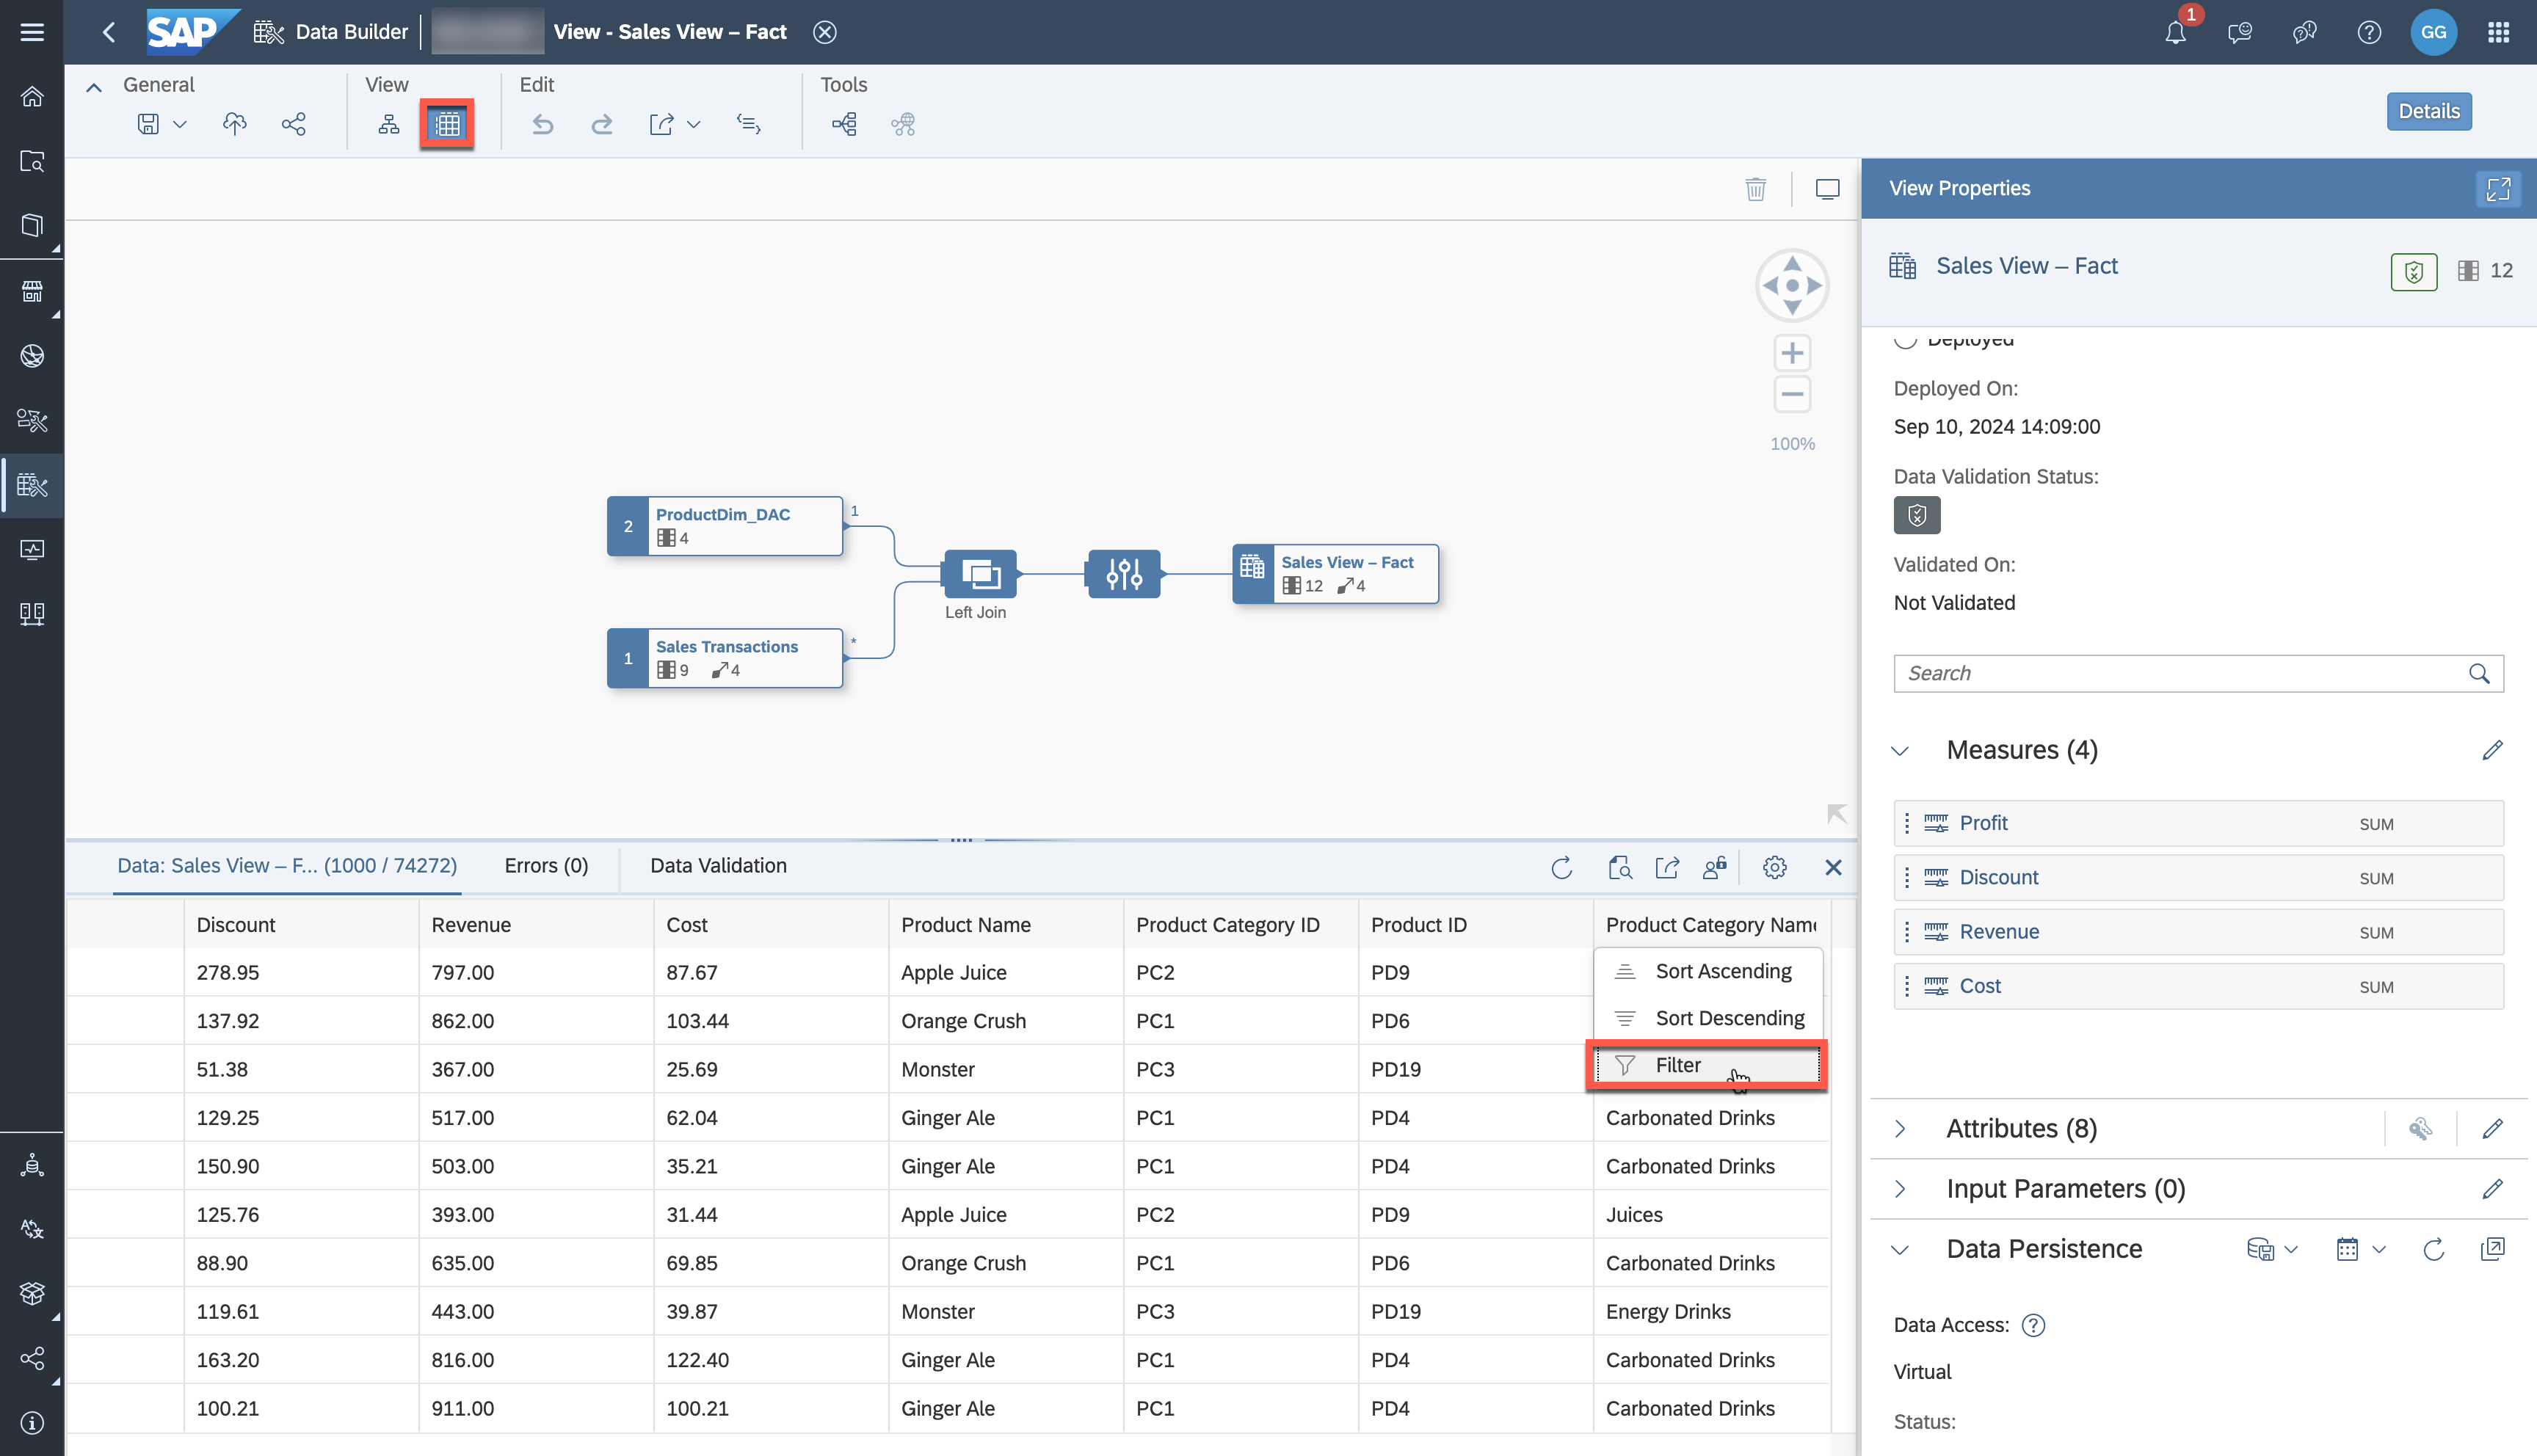 SAP Data Builder View - Sales View – Fact 1 GG
General View Edit Tools
Details
View Properties
Sales View – Fact 12
Deployed
Deployed On:
Sep 10, 2024 14:09:00
Data Validation Status:
Validated On:
Not Validated
Search
Measures (4)
Profit SUM
Discount SUM
Revenue SUM
Cost SUM
Attributes (8)
Input Parameters (0)
Data Persistence
Data Access: ?
Virtual
Status:
100%
2 ProductDim_DAC 1
4
Left Join
Sales View – Fact
12 4
1 Sales Transactions *
9 4
Data: Sales View – F... (1000 / 74272) Errors (0) Data Validation
Discount Revenue Cost Product Name Product Category ID Product ID Product Category Name
278.95 797.00 87.67 Apple Juice PC2 PD9 Sort Ascending
137.92 862.00 103.44 Orange Crush PC1 PD6 Sort Descending
51.38 367.00 25.69 Monster PC3 PD19 Filter
129.25 517.00 62.04 Ginger Ale PC1 PD4 Carbonated Drinks
150.90 503.00 35.21 Ginger Ale PC1 PD4 Carbonated Drinks
125.76 393.00 31.44 Apple Juice PC2 PD9 Juices
88.90 635.00 69.85 Orange Crush PC1 PD6 Carbonated Drinks
119.61 443.00 39.87 Monster PC3 PD19 Energy Drinks
163.20 816.00 122.40 Ginger Ale PC1 PD4 Carbonated Drinks
100.21 911.00 100.21 Ginger Ale PC1 PD4 Carbonated Drinks